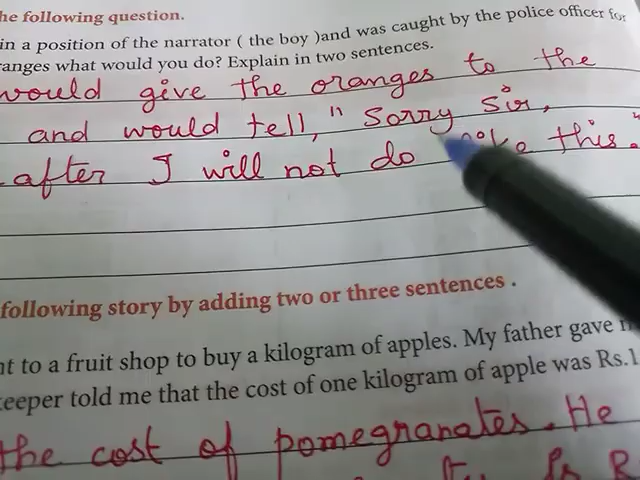 he following question.
in a position of the narrator ( the boy )and was caught by the police officer for
ranges what would you do? Explain in two sentences.
would give the oranges to the
and would tell, " Sorry Sir,
after I will not do like this."
following story by adding two or three sentences .
nt to a fruit shop to buy a kilogram of apples. My father gave
keeper told me that the cost of one kilogram of apple was Rs.1
the cost of pomegranates. He